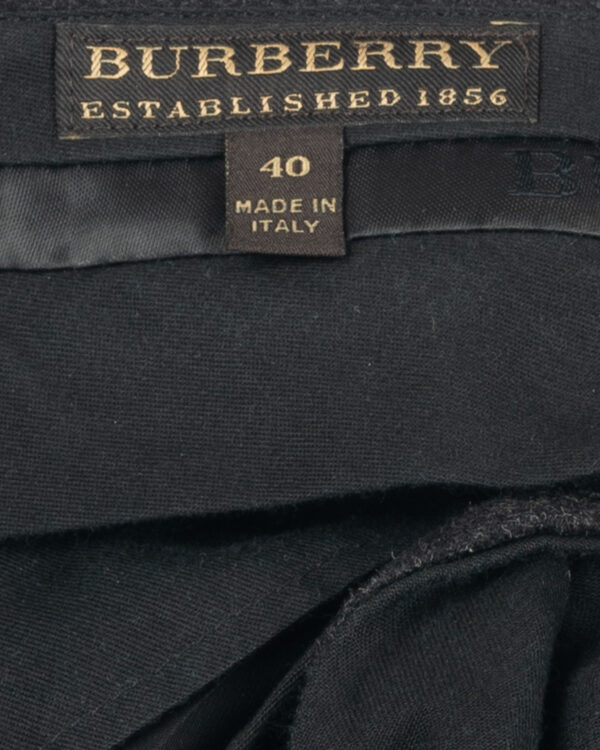 BURBERRY
ESTABLISHED 1856
40
MADE IN
ITALY